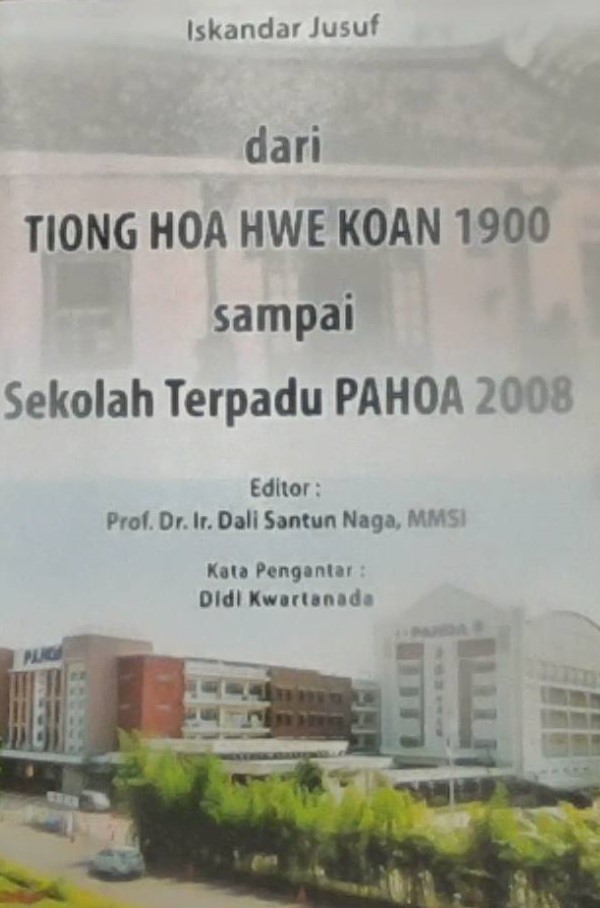 Iskandar Jusuf
dari
TIONG HOA HWE KOAN 1900
sampai
Sekolah Terpadu PAHOA 2008
Editor :
Prof. Dr. Ir. Dali Santun Naga, MMSI
Kata Pengantar :
Didi Kwartanada
PAHOA
PAHOA